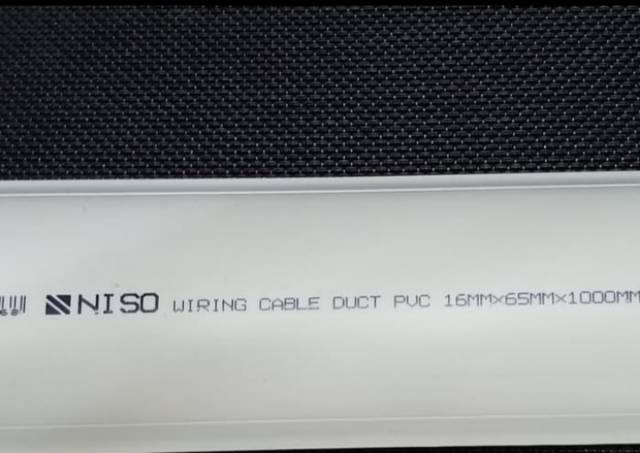 NISO WIRING CABLE DUCT PVC 16MM×65MM×1000MM